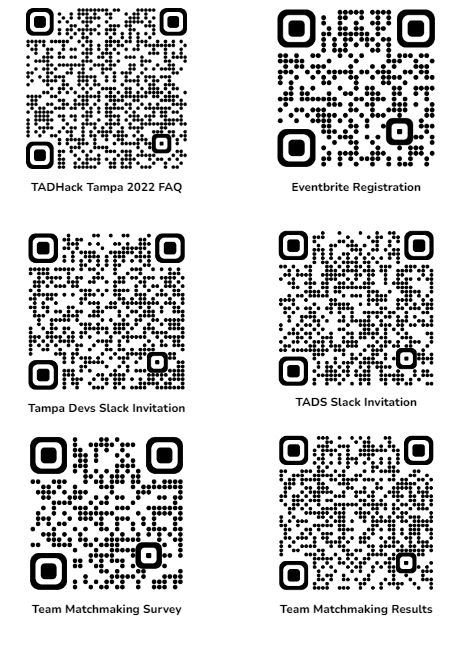 TADHack Tampa 2022 FAQ
Eventbrite Registration
Tampa Devs Slack Invitation
TADS Slack Invitation
Team Matchmaking Survey
Team Matchmaking Results